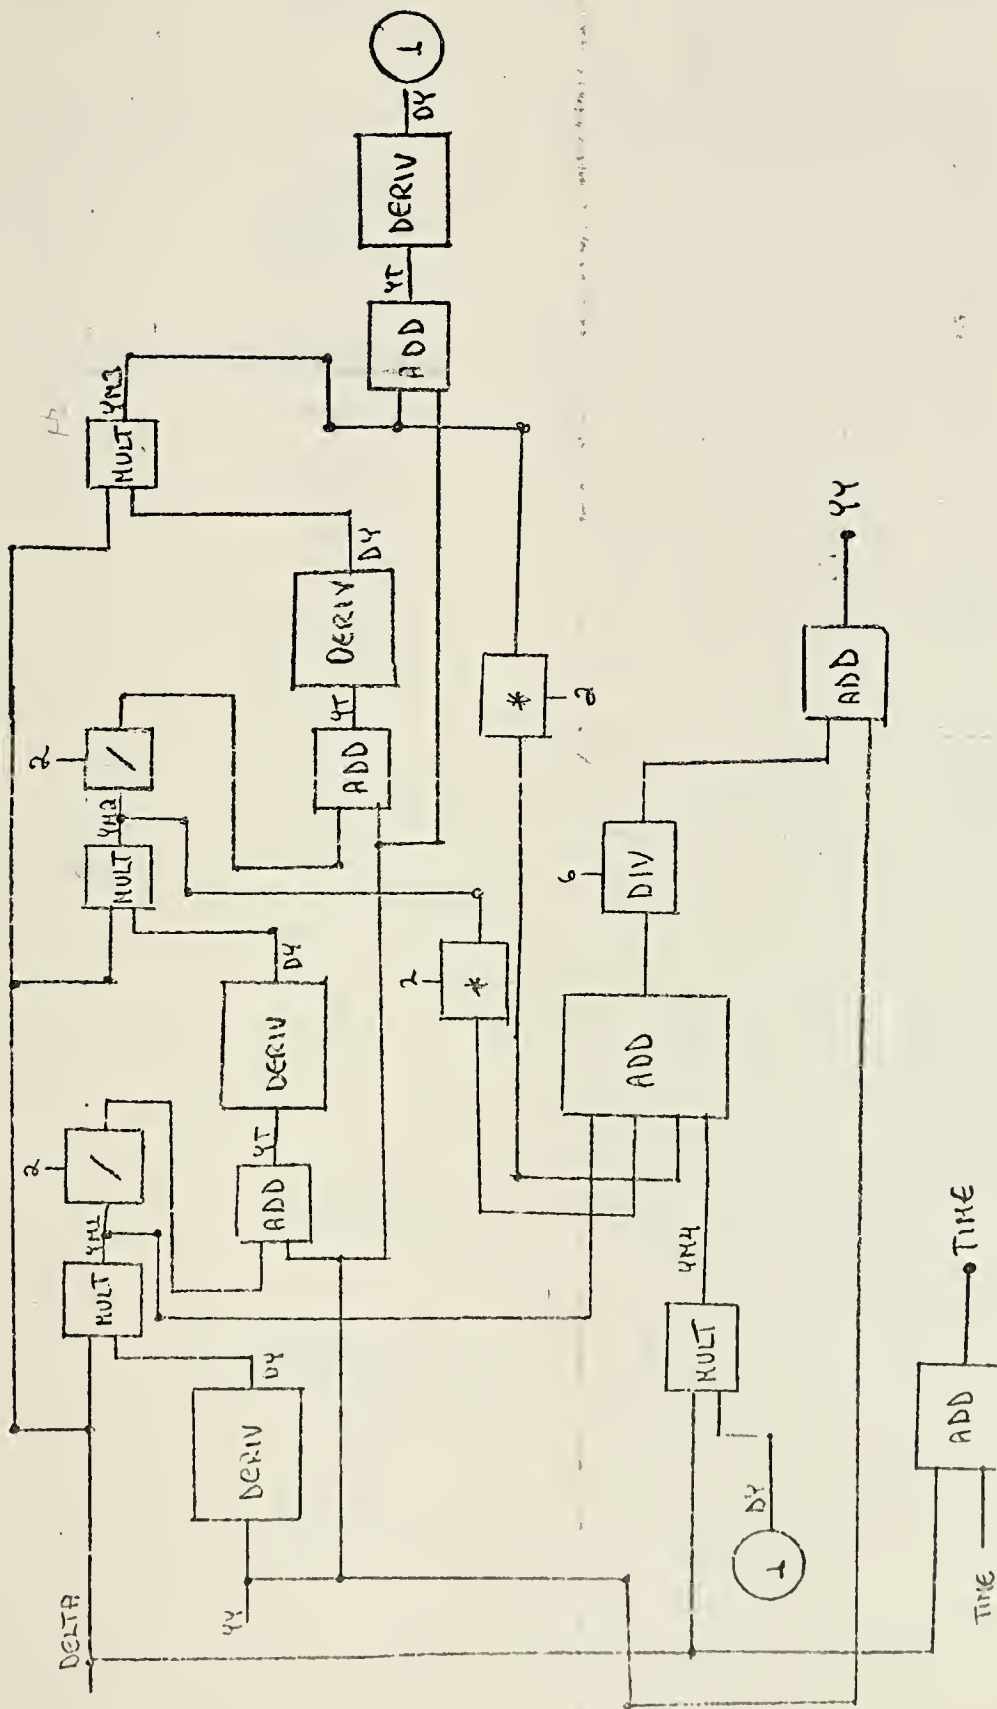 DELTA
YY
DERIV
DY
MULT
YM1
/
2
ADD
YT
DERIV
DY
MULT
YM2
/
2
ADD
YT
DERIV
DY
MULT
YM3
ADD
YT
DERIV
DY
1
*
2
*
2
1
DY
MULT
YM4
ADD
DIV
6
ADD
YY
TIME
ADD
TIME